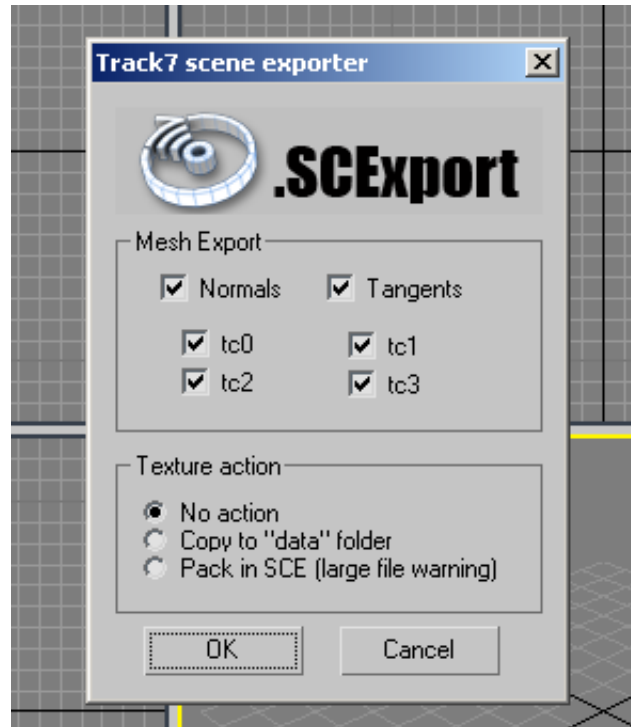 Track7 scene exporter
.SCExport
Mesh Export
Normals Tangents
tc0 tc1
tc2 tc3
Texture action
No action
Copy to "data" folder
Pack in SCE (large file warning)
OK Cancel